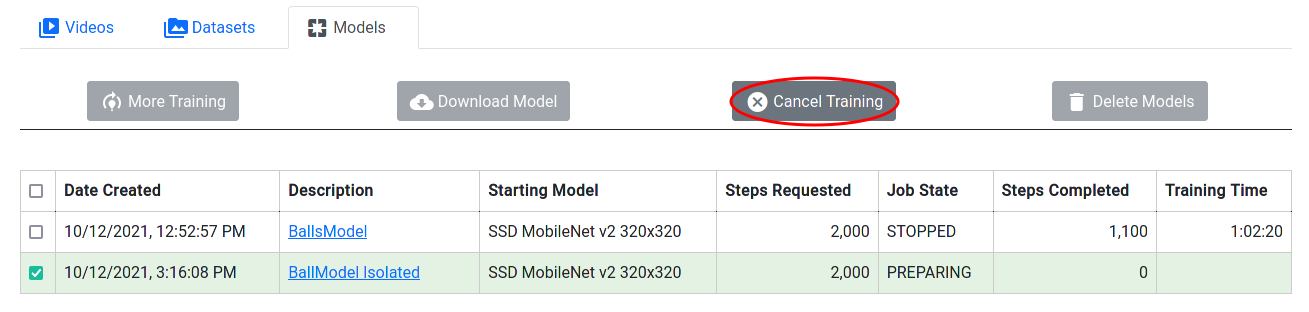 Videos Datasets Models
More Training Download Model Cancel Training Delete Models
Date Created Description Starting Model Steps Requested Job State Steps Completed Training Time
10/12/2021, 12:52:57 PM BallsModel SSD MobileNet v2 320x320 2,000 STOPPED 1,100 1:02:20
10/12/2021, 3:16:08 PM BallModel Isolated SSD MobileNet v2 320x320 2,000 PREPARING 0